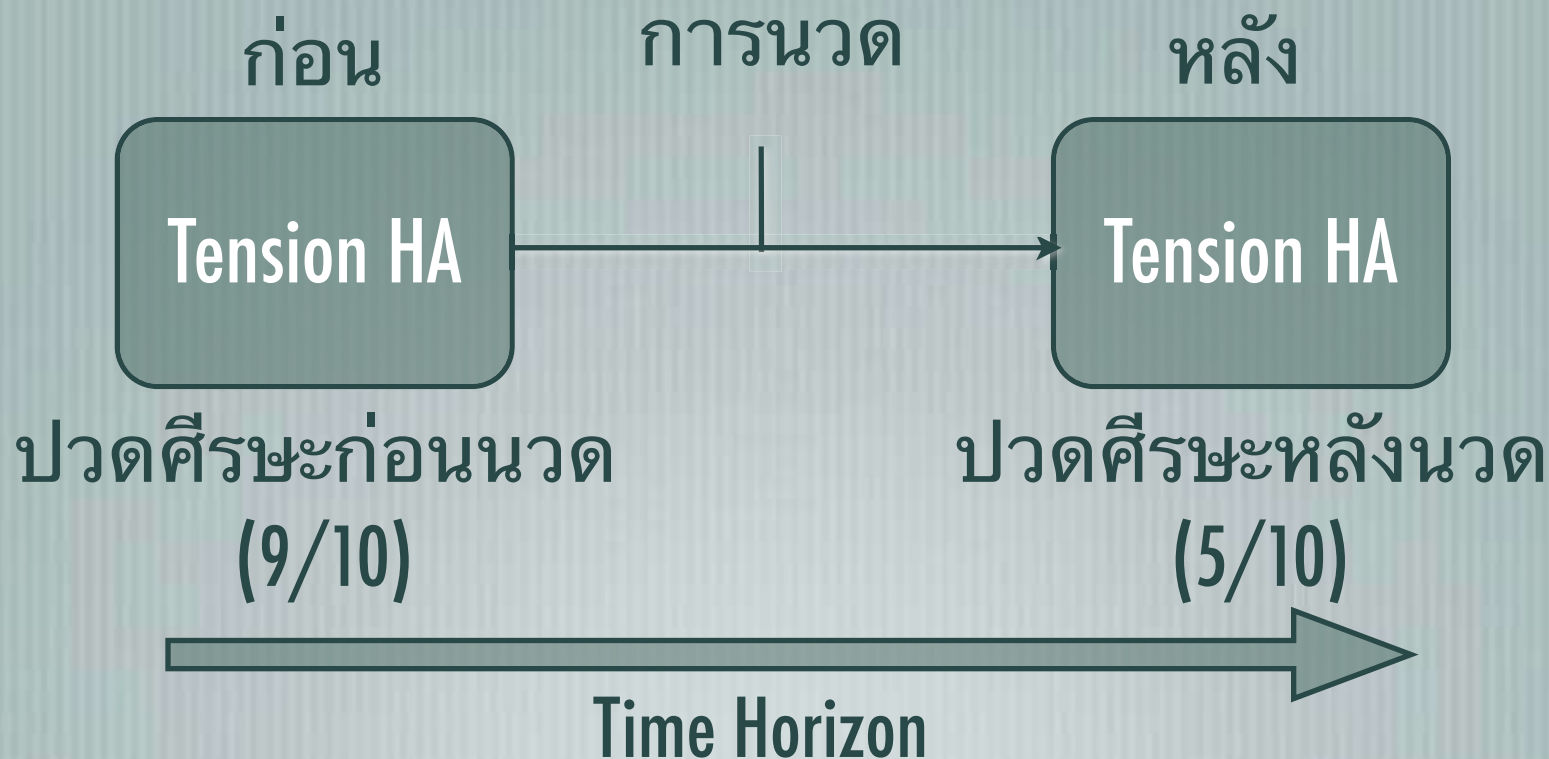 ก่อน
การนวด
หลัง
Tension HA
Tension HA
ปวดศีรษะก่อนนวด
(9/10)
ปวดศีรษะหลังนวด
(5/10)
Time Horizon